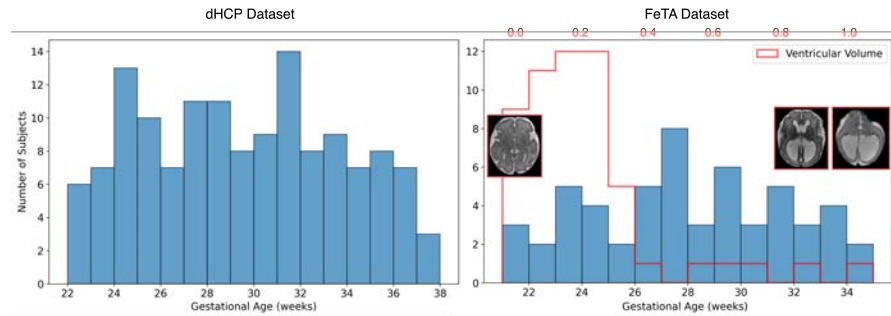 dHCP Dataset
FeTA Dataset
0.0 0.2 0.4 0.6 0.8 1.0
Ventricular Volume
Number of Subjects
14
12
10
8
6
4
2
0
22 24 26 28 30 32 34 36 38
Gestational Age (weeks)
12
10
8
6
4
2
0
22 24 26 28 30 32 34
Gestational Age (weeks)